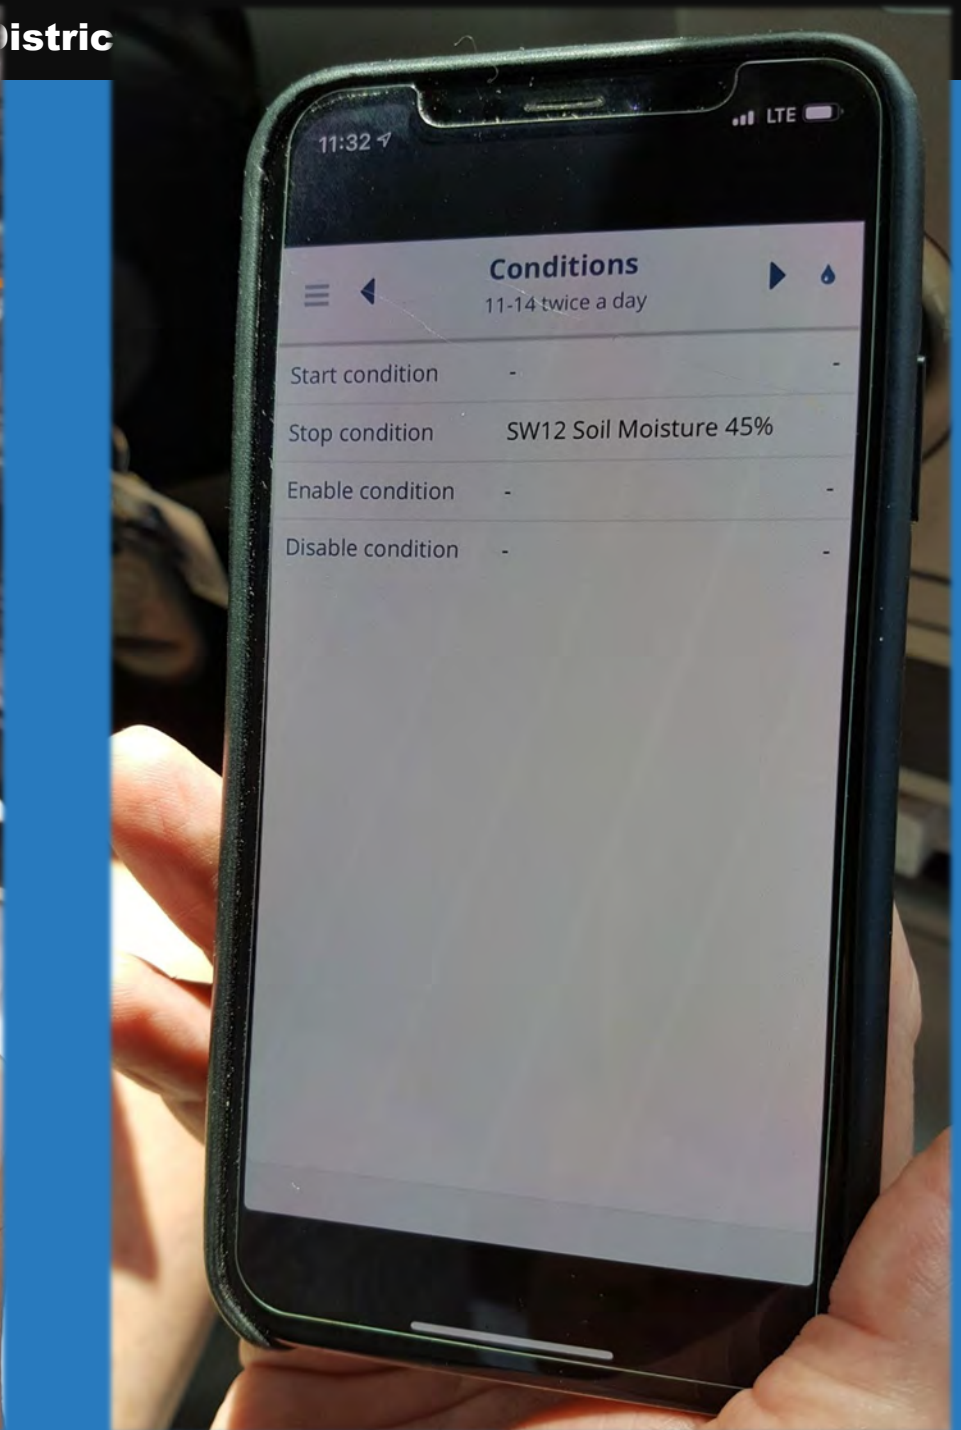 Distric
11:32
LTE
Conditions
11-14 twice a day
Start condition - -
Stop condition SW12 Soil Moisture 45%
Enable condition - -
Disable condition - -